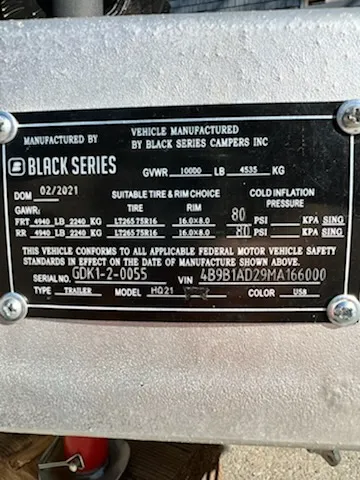 MANUFACTURED BY
VEHICLE MANUFACTURED
BY BLACK SERIES CAMPERS INC
BLACK SERIES
GVWR 10000 LB 4535 KG
DOM 02/2021
SUITABLE TIRE & RIM CHOICE
COLD INFLATION
GAWR: TIRE RIM PRESSURE
FRT 4940 LB 2240 KG LT265 75R16 16.0×8.0 80 PSI KPA SING
RR 4940 LB 2240 KG LT265 75R16 16.0×8.0 80 PSI KPA SING
THIS VEHICLE CONFORMS TO ALL APPLICABLE FEDERAL MOTOR VEHICLE SAFETY
STANDARDS IN EFFECT ON THE DATE OF MANUFACTURE SHOWN ABOVE.
SERIAL NO. GDK1-2-0055 VIN 4B9B1AD29MA166000
TYPE TRAILER MODEL HQ21 COLOR USB